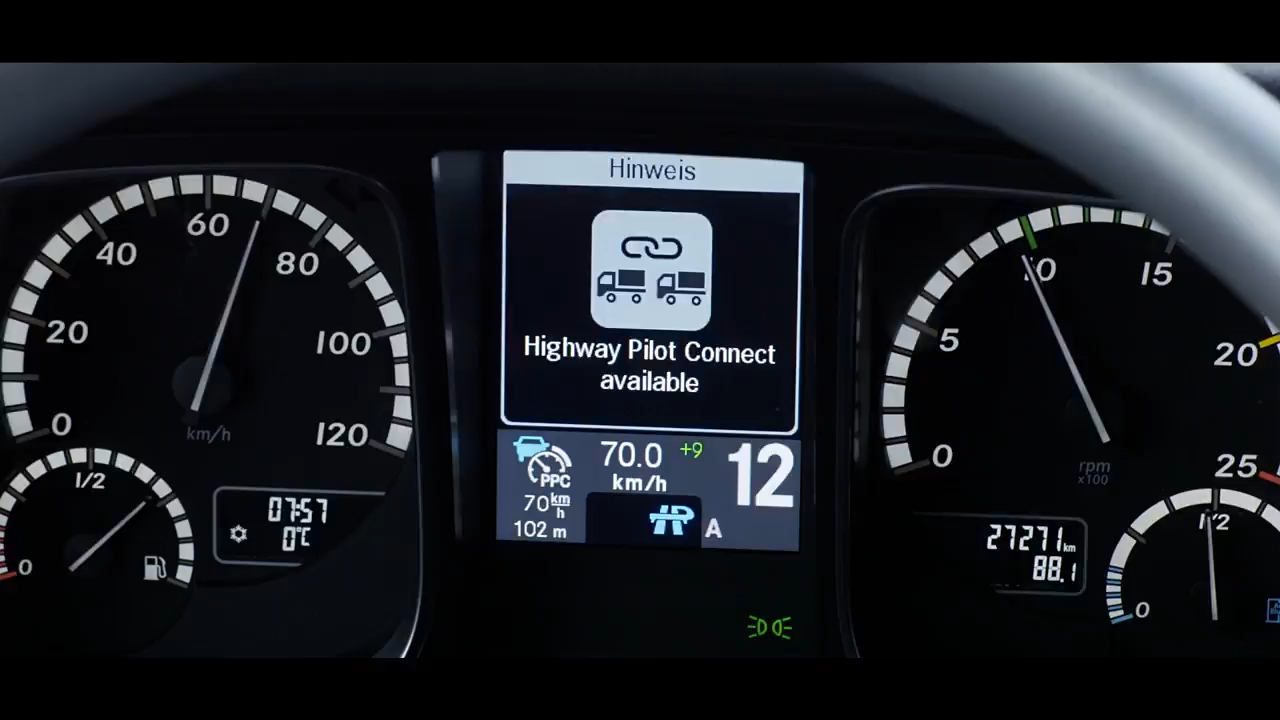 Hinweis
Highway Pilot Connect
available
70.0 +9
km/h
12
PPC
70 km/h
102 m
A
0
20
40
60
80
100
120
km/h
0
1/2
07:57
0°C
0
5
10
15
20
25
rpm
x100
27271 km
88.1
0
1/2